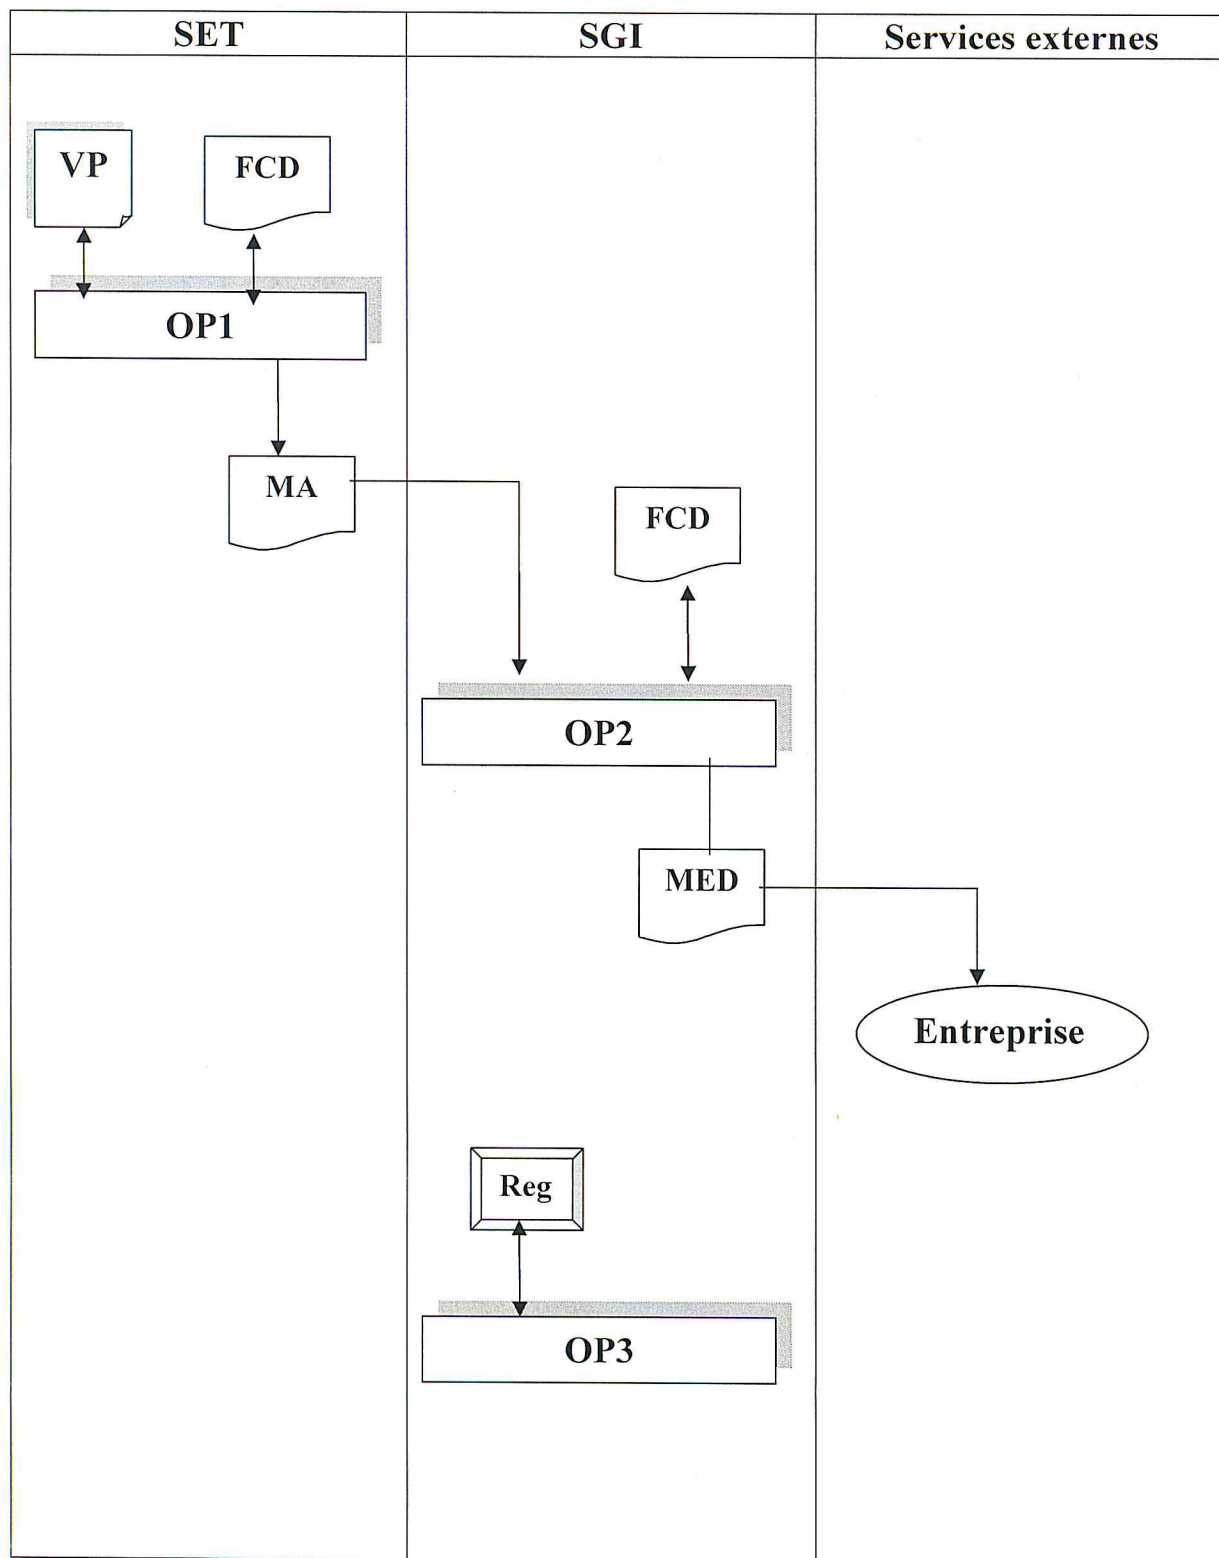 SET SGI Services externes
VP FCD
OP1
MA
FCD
OP2
MED
Entreprise
Reg
OP3